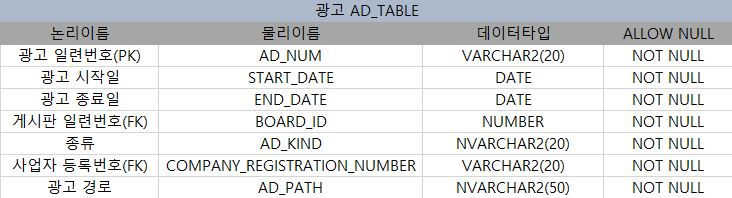 광고 AD_TABLE
논리이름 물리이름 데이터타입 ALLOW NULL
광고 일련번호(PK) AD_NUM VARCHAR2(20) NOT NULL
광고 시작일 START_DATE DATE NOT NULL
광고 종료일 END_DATE DATE NOT NULL
게시판 일련번호(FK) BOARD_ID NUMBER NOT NULL
종류 AD_KIND NVARCHAR2(20) NOT NULL
사업자 등록번호(FK) COMPANY_REGISTRATION_NUMBER VARCHAR2(20) NOT NULL
광고 경로 AD_PATH NVARCHAR2(50) NOT NULL